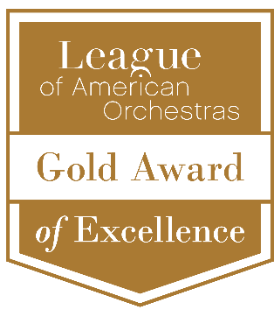 League
of American
Orchestras
Gold Award
of Excellence